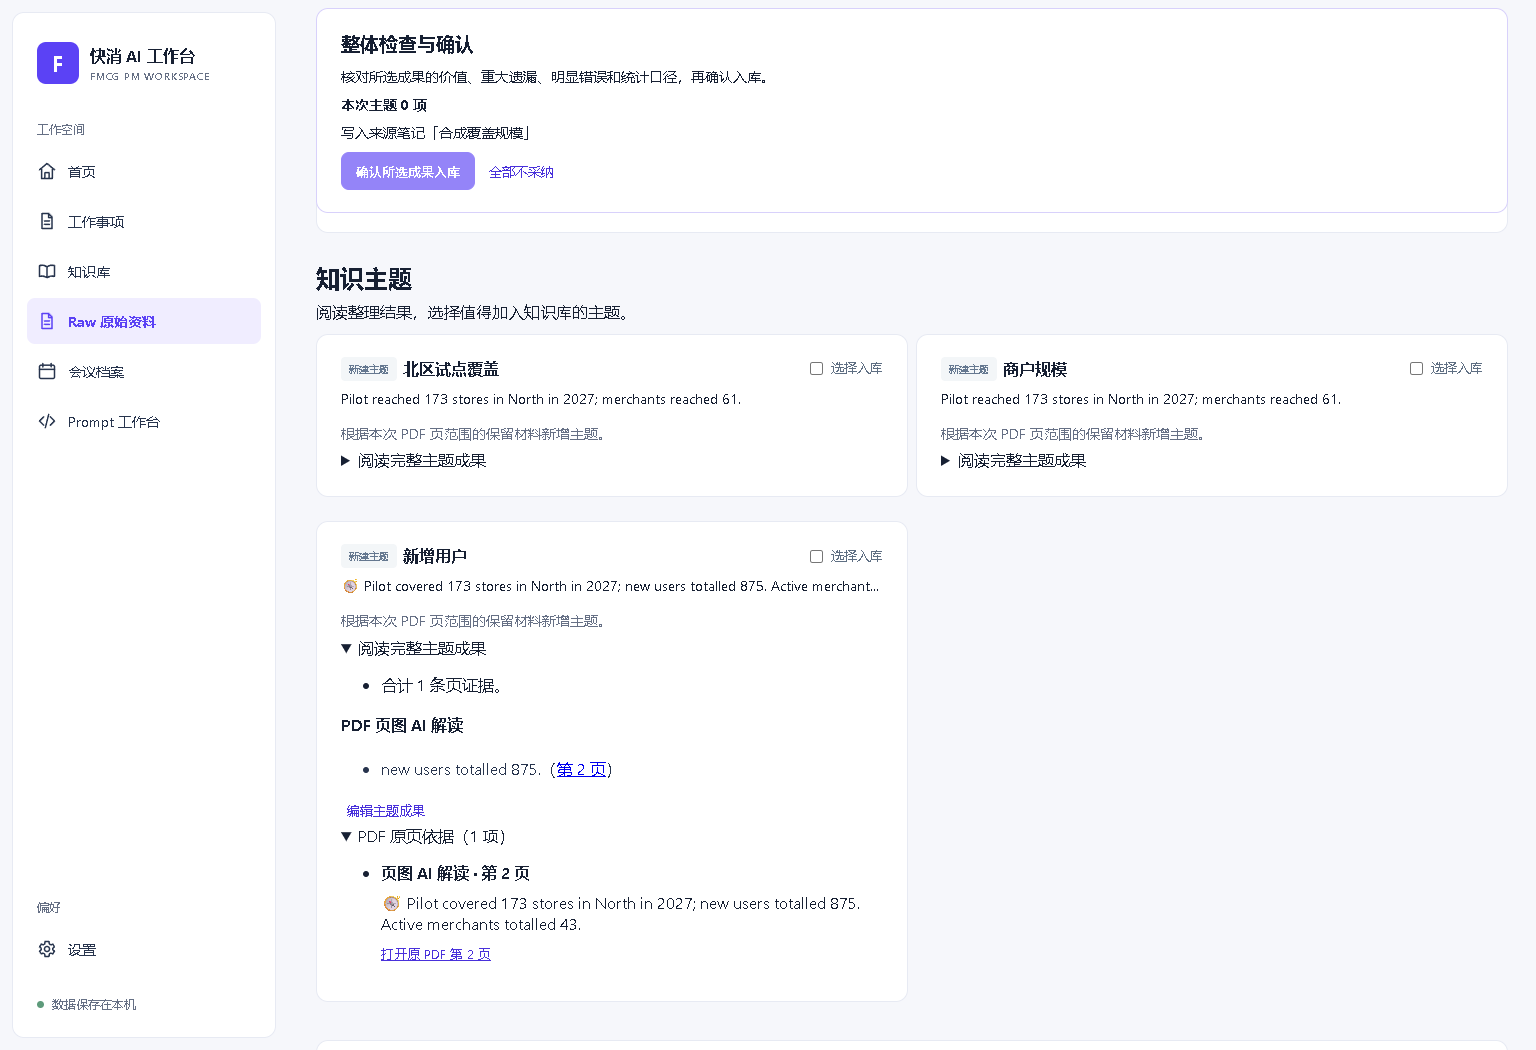 F
快消 AI 工作台
FMCG PM WORKSPACE
工作空间
首页
工作事项
知识库
Raw 原始资料
会议档案
Prompt 工作台
偏好
设置
数据保存在本机
整体检查与确认
核对所选成果的价值、重大遗漏、明显错误和统计口径，再确认入库。
本次主题 0 项
写入来源笔记「合成覆盖规模」
确认所选成果入库
全部不采纳
知识主题
阅读整理结果，选择值得加入知识库的主题。
新建主题 北区试点覆盖
选择入库
Pilot reached 173 stores in North in 2027; merchants reached 61.
根据本次 PDF 页范围的保留材料新增主题。
阅读完整主题成果
新建主题 商户规模
选择入库
Pilot reached 173 stores in North in 2027; merchants reached 61.
根据本次 PDF 页范围的保留材料新增主题。
阅读完整主题成果
新建主题 新增用户
选择入库
Pilot covered 173 stores in North in 2027; new users totalled 875. Active merchant...
根据本次 PDF 页范围的保留材料新增主题。
阅读完整主题成果
合计 1 条页证据。
PDF 页图 AI 解读
new users totalled 875.（第 2 页）
编辑主题成果
PDF 原页依据（1 项）
页图 AI 解读 · 第 2 页
Pilot covered 173 stores in North in 2027; new users totalled 875.
Active merchants totalled 43.
打开原 PDF 第 2 页